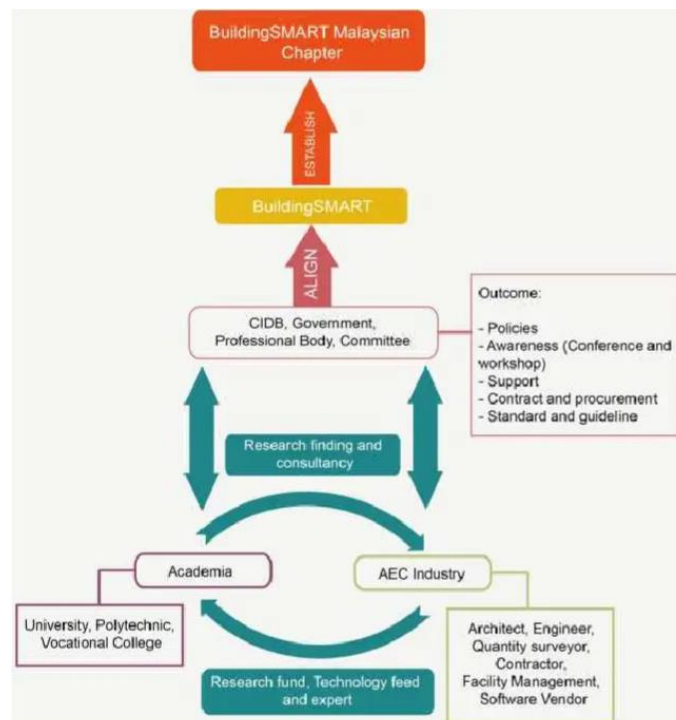 BuildingSMART Malaysian
Chapter
ESTABLISH
BuildingSMART
ALIGN
CIDB, Government,
Professional Body, Committee
Outcome:
- Policies
- Awareness (Conference and
workshop)
- Support
- Contract and procurement
- Standard and guideline
Research finding and
consultancy
Academia
AEC Industry
University, Polytechnic,
Vocational College
Architect, Engineer,
Quantity surveyor,
Contractor,
Facility Management,
Software Vendor
Research fund, Technology feed
and expert